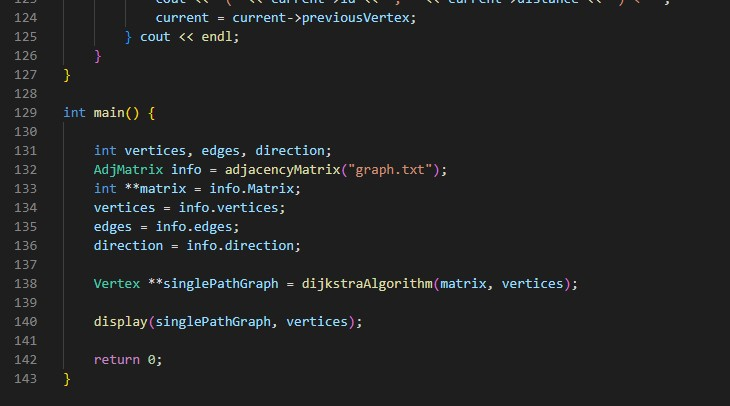 124 current = current->previousVertex;
125 } cout << endl;
126 }
127 }
128
129 int main() {
130
131 int vertices, edges, direction;
132 AdjMatrix info = adjacencyMatrix("graph.txt");
133 int **matrix = info.Matrix;
134 vertices = info.vertices;
135 edges = info.edges;
136 direction = info.direction;
137
138 Vertex **singlePathGraph = dijkstraAlgorithm(matrix, vertices);
139
140 display(singlePathGraph, vertices);
141
142 return 0;
143 }